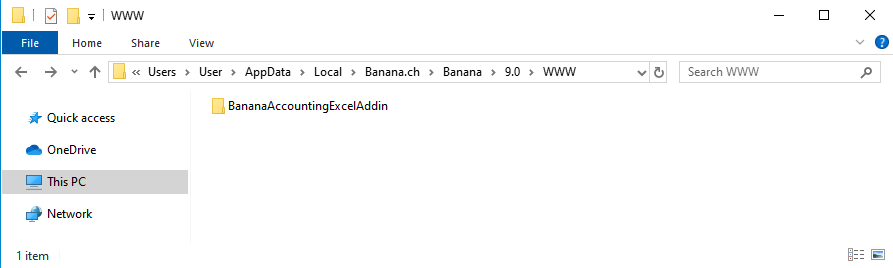 WWW
File Home Share View
« Users > User > AppData > Local > Banana.ch > Banana > 9.0 > WWW Search WWW
BananaAccountingExcelAddin
Quick access
OneDrive
This PC
Network
1 item